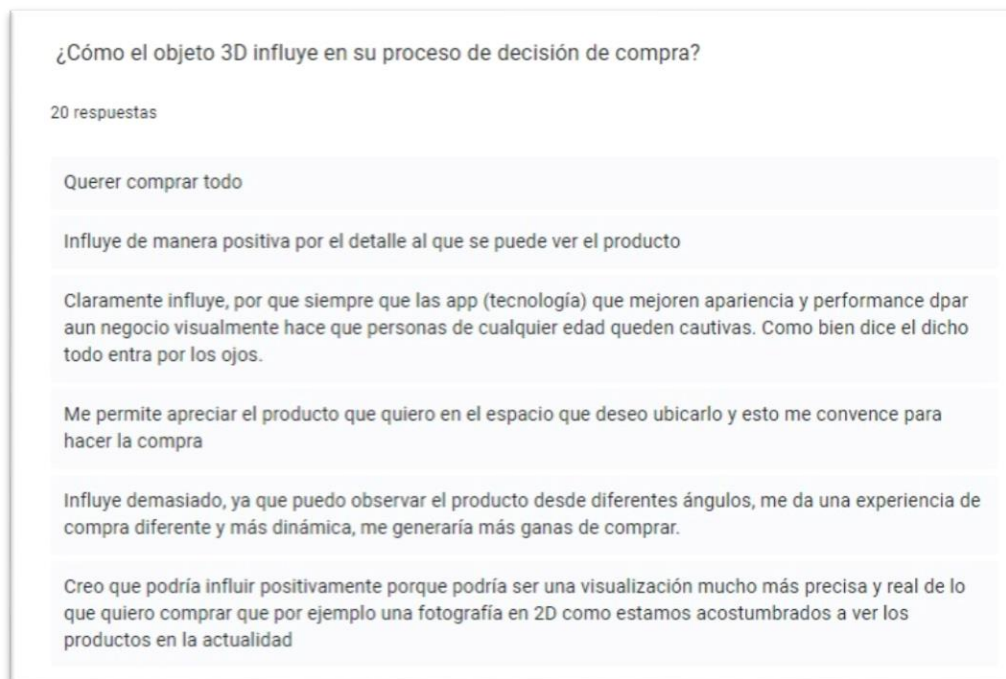 ¿Cómo el objeto 3D influye en su proceso de decisión de compra?
20 respuestas
Querer comprar todo
Influye de manera positiva por el detalle al que se puede ver el producto
Claramente influye, por que siempre que las app (tecnología) que mejoren apariencia y performance dpar
aun negocio visualmente hace que personas de cualquier edad queden cautivas. Como bien dice el dicho
todo entra por los ojos.
Me permite apreciar el producto que quiero en el espacio que deseo ubicarlo y esto me convence para
hacer la compra
Influye demasiado, ya que puedo observar el producto desde diferentes ángulos, me da una experiencia de
compra diferente y más dinámica, me generaría más ganas de comprar.
Creo que podría influir positivamente porque podría ser una visualización mucho más precisa y real de lo
que quiero comprar que por ejemplo una fotografía en 2D como estamos acostumbrados a ver los
productos en la actualidad